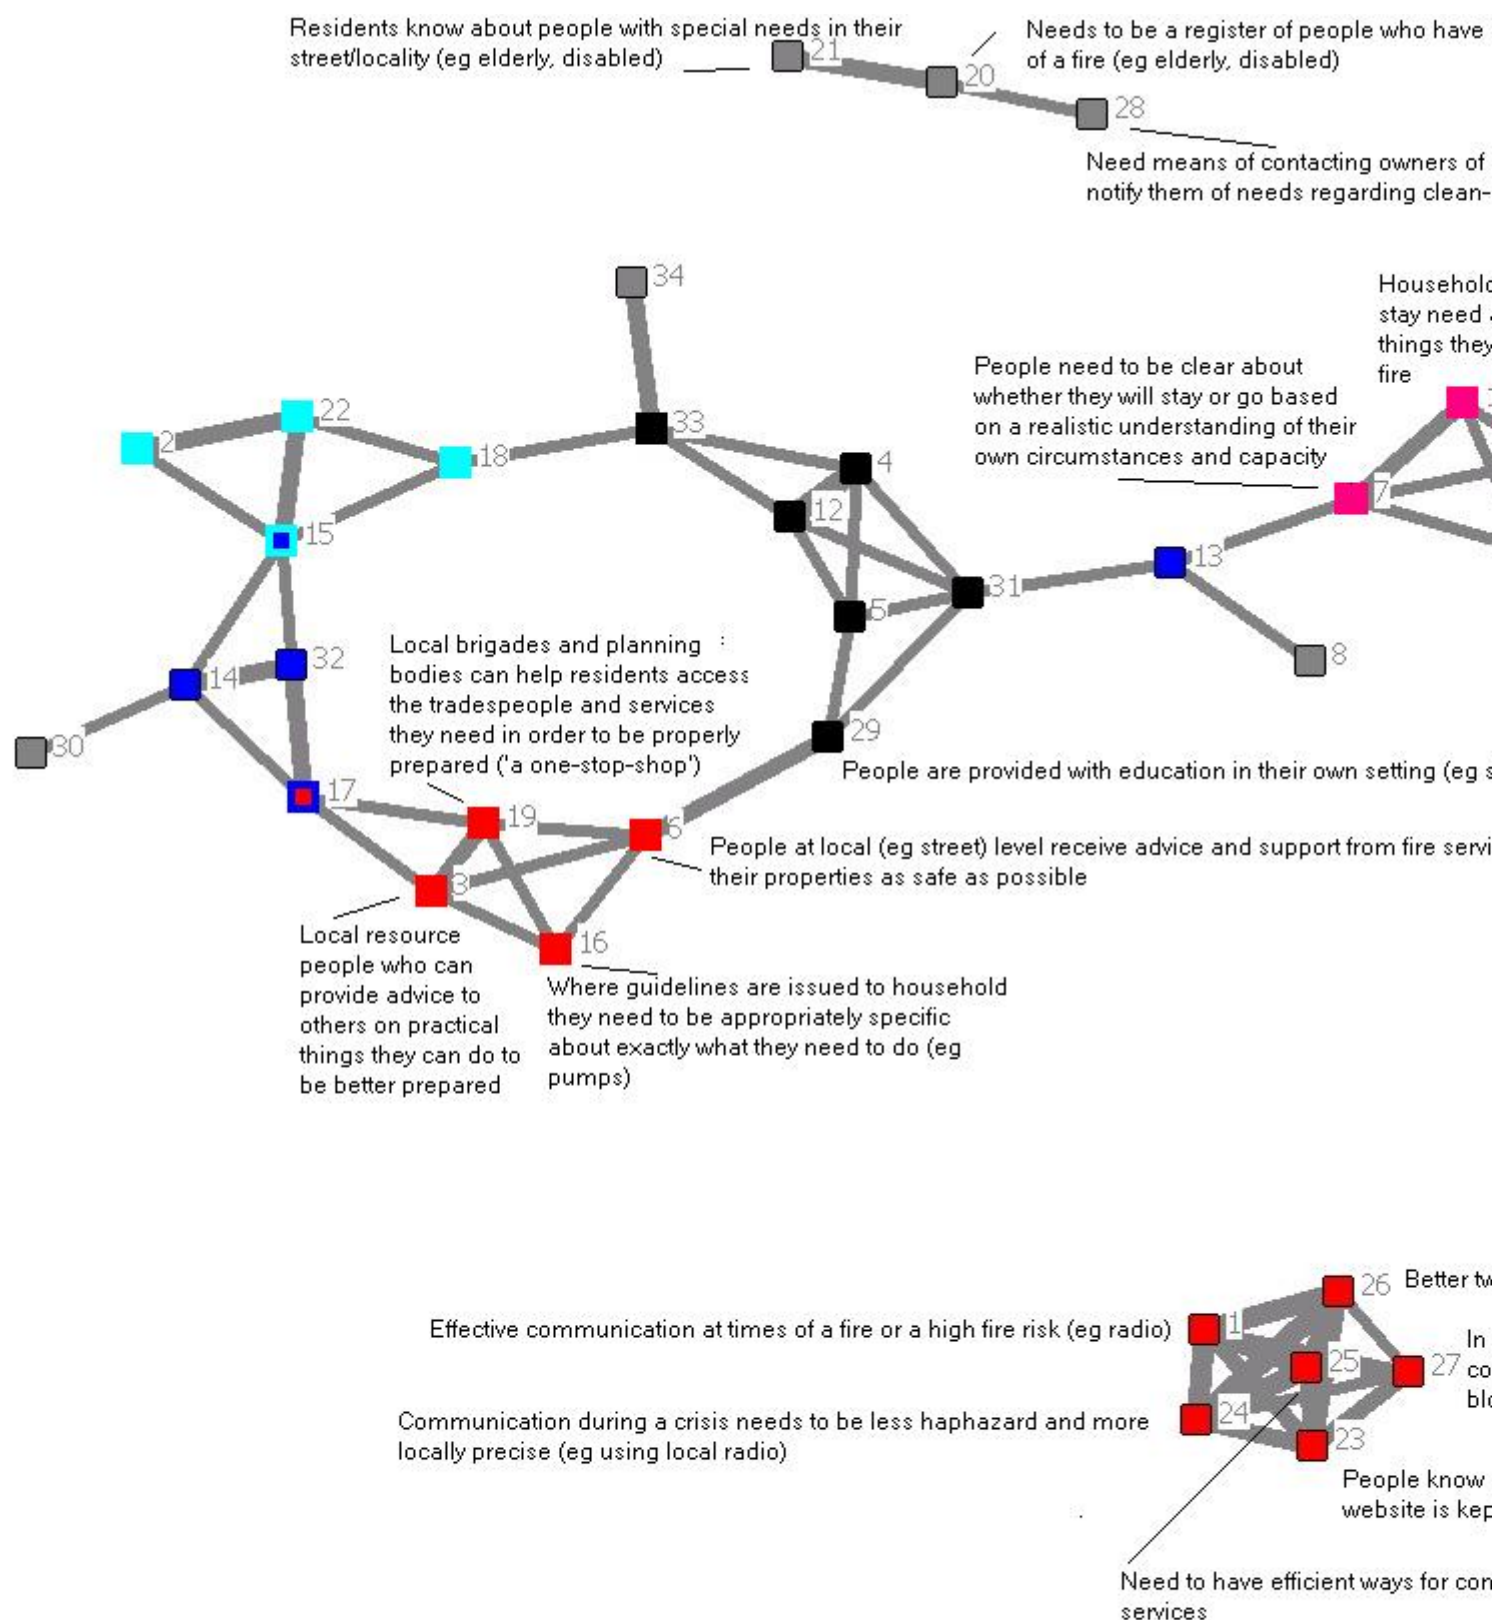 Residents know about people with special needs in their
street/locality (eg elderly, disabled)
Needs to be a register of people who have
of a fire (eg elderly, disabled)
21
20
28
Need means of contacting owners of
notify them of needs regarding clean-
34
Household
stay need
things they
fire
People need to be clear about
whether they will stay or go based
on a realistic understanding of their
own circumstances and capacity
2
22
18
33
4
12
7
15
13
31
5
8
Local brigades and planning :
bodies can help residents access
the tradespeople and services
they need in order to be properly
prepared ('a one-stop-shop')
32
14
30
29
17
19
6
3
16
People are provided with education in their own setting (eg s
People at local (eg street) level receive advice and support from fire servi
their properties as safe as possible
Local resource
people who can
provide advice to
others on practical
things they can do to
be better prepared
Where guidelines are issued to household
they need to be appropriately specific
about exactly what they need to do (eg
pumps)
26
Better tw
Effective communication at times of a fire or a high fire risk (eg radio)
1
25
27
In
co
blo
Communication during a crisis needs to be less haphazard and more
locally precise (eg using local radio)
24
23
People know
website is kep
Need to have efficient ways for con
services